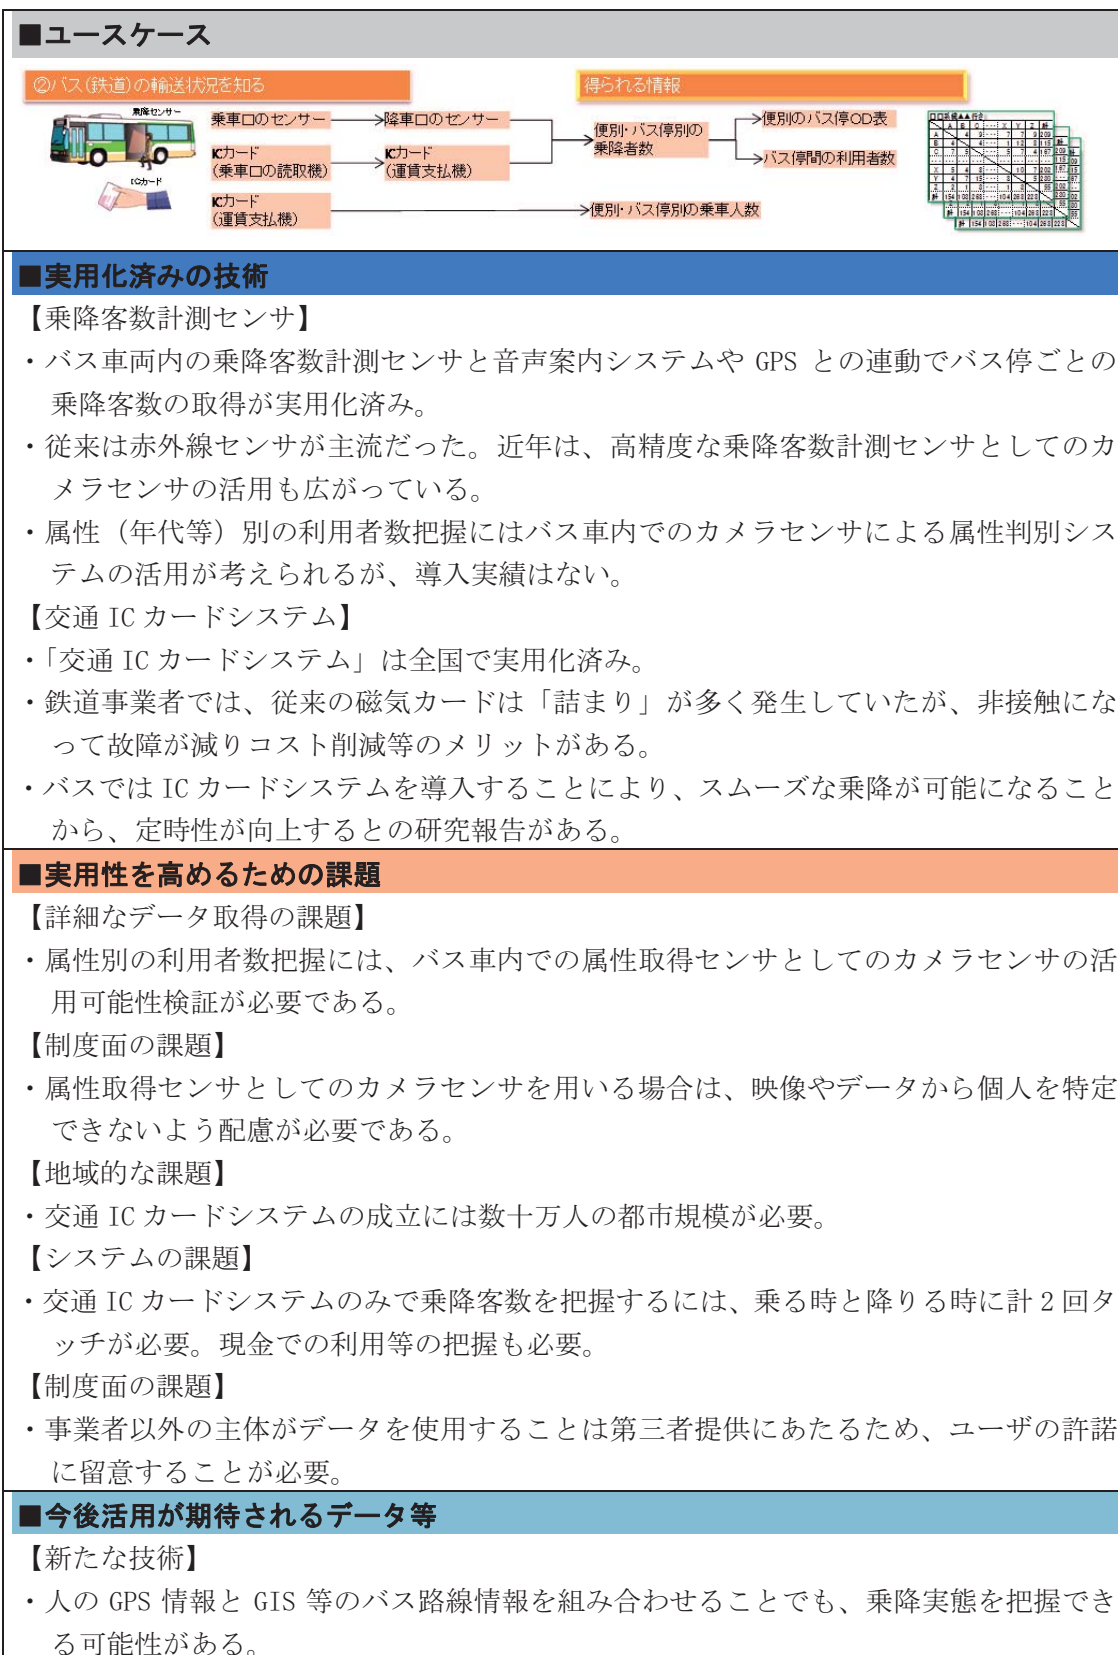 ■ユースケース
②バス(鉄道)の輸送状況を知る
得られる情報
乗降センサー
ICカード
乗車口のセンサー
降車口のセンサー
ICカード
(乗車口の読取機)
ICカード
(運賃支払機)
ICカード
(運賃支払機)
便別・バス停別の
乗降者数
便別のバス停OD表
バス停間の利用者数
便別・バス停別の乗車人数
■実用化済みの技術
【乗降客数計測センサ】
・バス車両内の乗降客数計測センサと音声案内システムや GPS との連動でバス停ごとの
乗降客数の取得が実用化済み。
・従来は赤外線センサが主流だった。近年は、高精度な乗降客数計測センサとしてのカ
メラセンサの活用も広がっている。
・属性（年代等）別の利用者数把握にはバス車内でのカメラセンサによる属性判別シス
テムの活用が考えられるが、導入実績はない。
【交通 IC カードシステム】
・「交通 IC カードシステム」は全国で実用化済み。
・鉄道事業者では、従来の磁気カードは「詰まり」が多く発生していたが、非接触にな
って故障が減りコスト削減等のメリットがある。
・バスでは IC カードシステムを導入することにより、スムーズな乗降が可能になること
から、定時性が向上するとの研究報告がある。
■実用性を高めるための課題
【詳細なデータ取得の課題】
・属性別の利用者数把握には、バス車内での属性取得センサとしてのカメラセンサの活
用可能性検証が必要である。
【制度面の課題】
・属性取得センサとしてのカメラセンサを用いる場合は、映像やデータから個人を特定
できないよう配慮が必要である。
【地域的な課題】
・交通 IC カードシステムの成立には数十万人の都市規模が必要。
【システムの課題】
・交通 IC カードシステムのみで乗降客数を把握するには、乗る時と降りる時に計 2 回タ
ッチが必要。現金での利用等の把握も必要。
【制度面の課題】
・事業者以外の主体がデータを使用することは第三者提供にあたるため、ユーザの許諾
に留意することが必要。
■今後活用が期待されるデータ等
【新たな技術】
・人の GPS 情報と GIS 等のバス路線情報を組み合わせることでも、乗降実態を把握でき
る可能性がある。